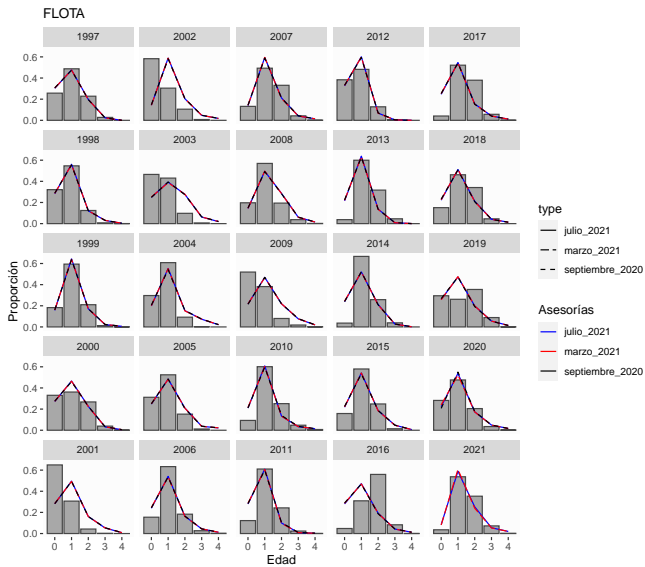 FLOTA
1997 2002 2007 2012 2017
0.6
0.4
0.2
0.0
1998 2003 2008 2013 2018
0.6
0.4
0.2
0.0
1999 2004 2009 2014 2019
0.6
0.4
0.2
0.0
2000 2005 2010 2015 2020
0.6
0.4
0.2
0.0
2001 2006 2011 2016 2021
0.6
0.4
0.2
0.0
0 1 2 3 4 0 1 2 3 4 0 1 2 3 4 0 1 2 3 4 0 1 2 3 4
Edad
Proporción
type
julio_2021
marzo_2021
septiembre_2020
Asesorías
julio_2021
marzo_2021
septiembre_2020